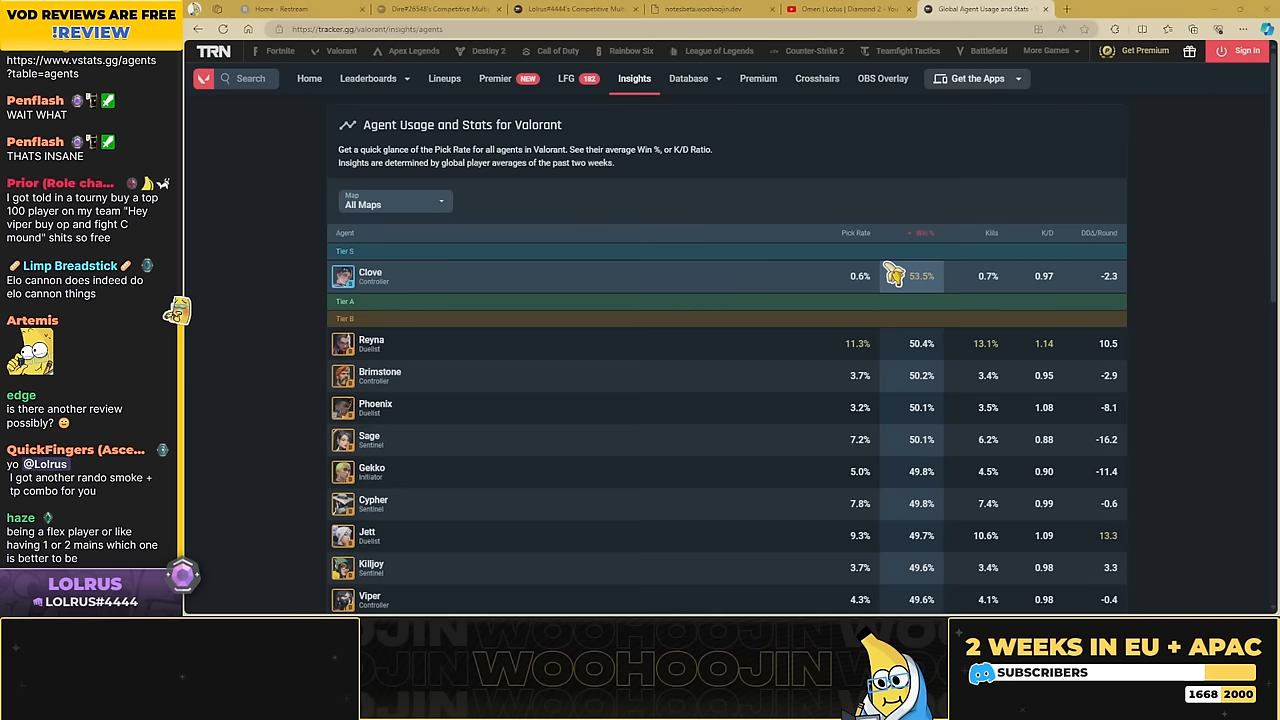 VOD REVIEWS ARE FREE
!REVIEW
https://www.vstats.gg/agents
?table=agents
Penflash
WAIT WHAT
Penflash
THATS INSANE
Prior (Role cha...
I got told in a tourny buy a top
100 player on my team "Hey
viper buy op and fight C
mound" shits so free
Limp Breadstick
Elo cannon does indeed do
elo cannon things
Artemis
edge
is there another review
possibly?
QuickFingers (Asce...
yo @Lolrus
I got another rando smoke +
tp combo for you
haze
being a flex player or like
having 1 or 2 mains which one
is better to be
LOLRUS
LOLRUS#4444
Home - Restream
Dire#26548's Competitive Mult
Lolrus#4444's Competitive Mult
notesbeta.woohoojin.dev
Omen | Lotus | Diamond 2 - You
Global Agent Usage and Stats -
https://tracker.gg/valorant/insights/agents
TRN
Fortnite
Valorant
Apex Legends
Destiny 2
Call of Duty
Rainbow Six
League of Legends
Counter-Strike 2
Teamfight Tactics
Battlefield
More Games
Get Premium
Sign In
Search
Home
Leaderboards
Lineups
Premier NEW
LFG 182
Insights
Database
Premium
Crosshairs
OBS Overlay
Get the Apps
Agent Usage and Stats for Valorant
Get a quick glance of the Pick Rate for all agents in Valorant. See their average Win %, or K/D Ratio.
Insights are determined by global player averages of the past two weeks.
Map
All Maps
Agent Pick Rate Win % Kills K/D DDΔ/Round
Tier S
Clove 0.6% 53.5% 0.7% 0.97 -2.3
Controller
Tier A
Tier B
Reyna 11.3% 50.4% 13.1% 1.14 10.5
Duelist
Brimstone 3.7% 50.2% 3.4% 0.95 -2.9
Controller
Phoenix 3.2% 50.1% 3.5% 1.08 -8.1
Duelist
Sage 7.2% 50.1% 6.2% 0.88 -16.2
Sentinel
Gekko 5.0% 49.8% 4.5% 0.90 -11.4
Initiator
Cypher 7.8% 49.8% 7.4% 0.99 -0.6
Sentinel
Jett 9.3% 49.7% 10.6% 1.09 13.3
Duelist
Killjoy 3.7% 49.6% 3.4% 0.98 3.3
Sentinel
Viper 4.3% 49.6% 4.1% 0.98 -0.4
Controller
WOOHOOJIN
2 WEEKS IN EU + APAC
SUBSCRIBERS
1668 2000